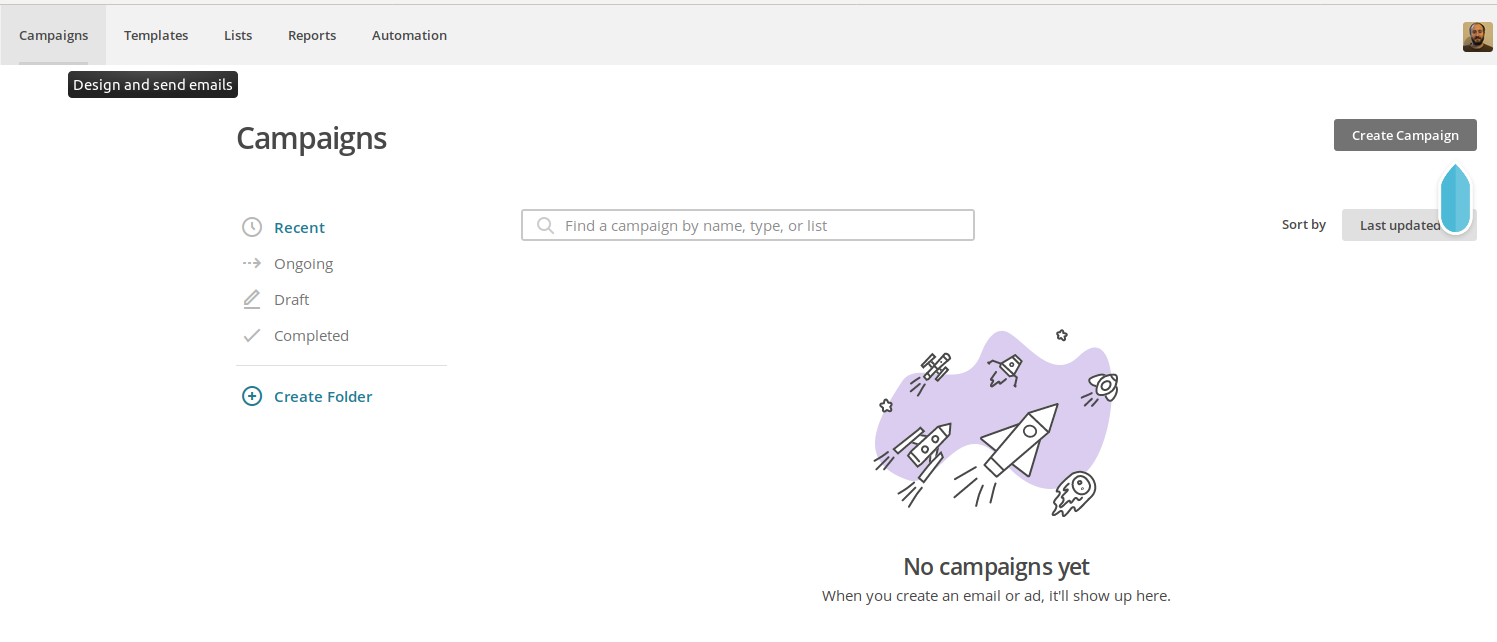 Campaigns Templates Lists Reports Automation
Design and send emails
Campaigns
Create Campaign
Recent
Ongoing
Draft
Completed
Create Folder
Find a campaign by name, type, or list
Sort by Last updated
No campaigns yet
When you create an email or ad, it'll show up here.